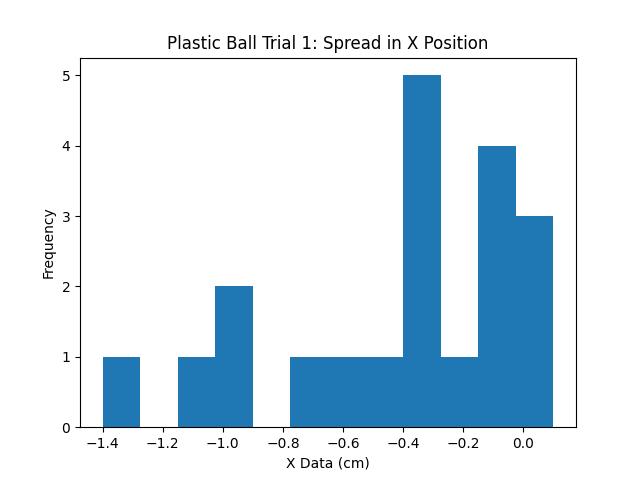 Plastic Ball Trial 1: Spread in X Position
5
4
3
2
1
0
Frequency
−1.4 −1.2 −1.0 −0.8 −0.6 −0.4 −0.2 0.0
X Data (cm)